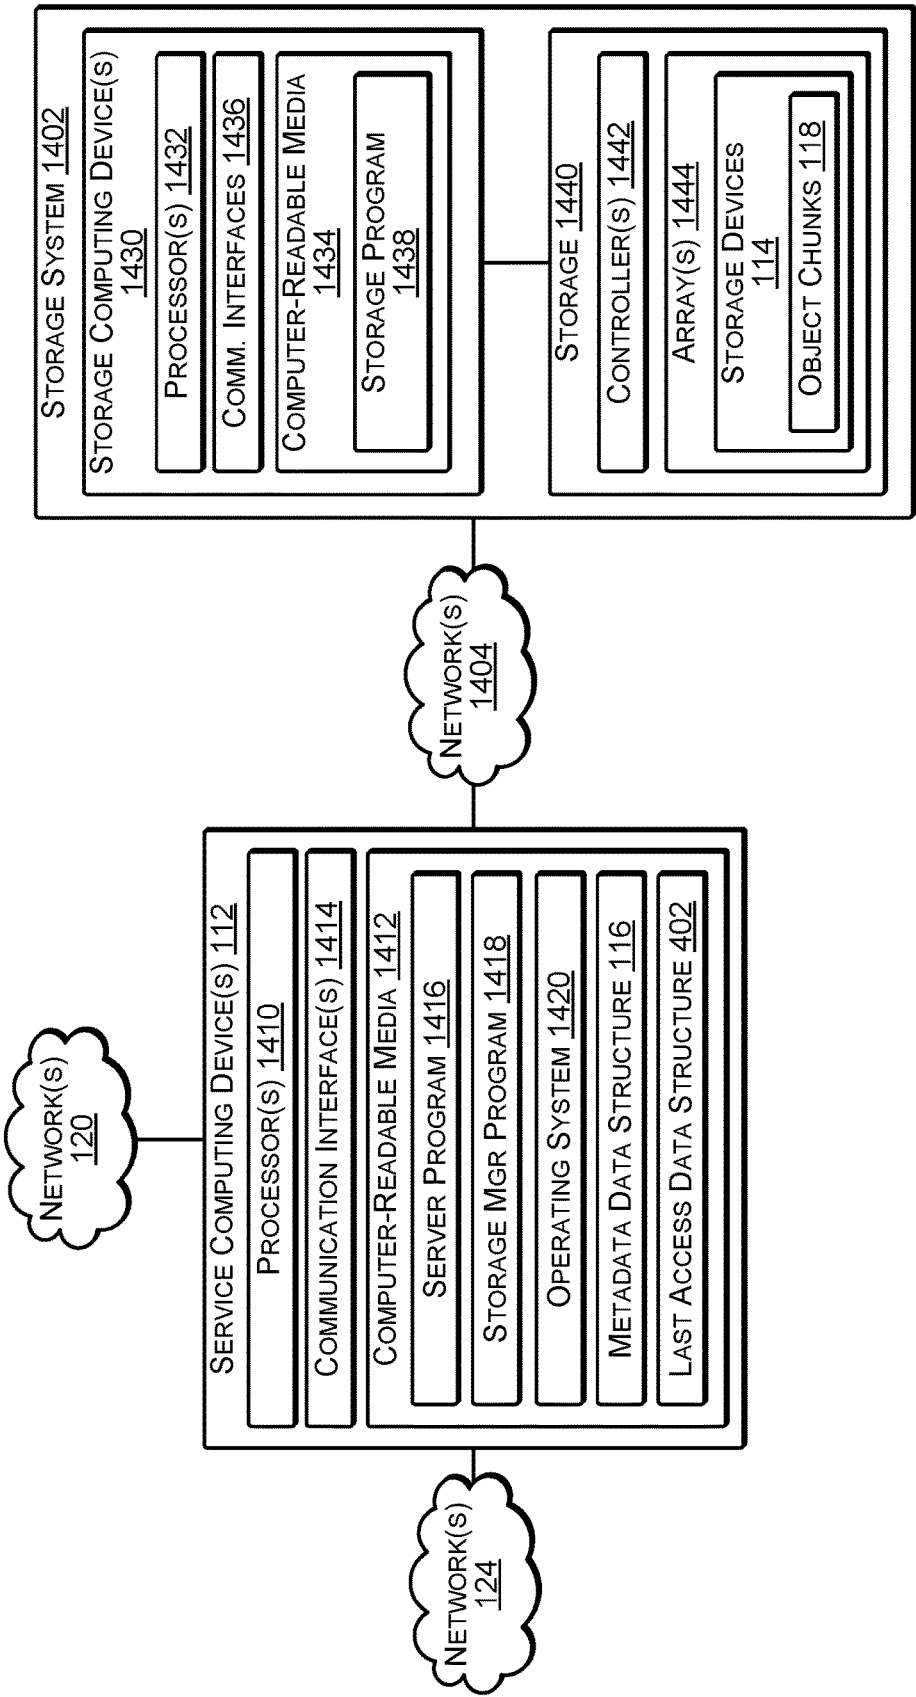 NETWORK(S)
120
NETWORK(S)
124
SERVICE COMPUTING DEVICE(S) 112
PROCESSOR(S) 1410
COMMUNICATION INTERFACE(S) 1414
COMPUTER-READABLE MEDIA 1412
SERVER PROGRAM 1416
STORAGE MGR PROGRAM 1418
OPERATING SYSTEM 1420
METADATA DATA STRUCTURE 116
LAST ACCESS DATA STRUCTURE 402
NETWORK(S)
1404
STORAGE SYSTEM 1402
STORAGE COMPUTING DEVICE(S)
1430
PROCESSOR(S) 1432
COMM. INTERFACES 1436
COMPUTER-READABLE MEDIA
1434
STORAGE PROGRAM
1438
STORAGE 1440
CONTROLLER(S) 1442
ARRAY(S) 1444
STORAGE DEVICES
114
OBJECT CHUNKS 118